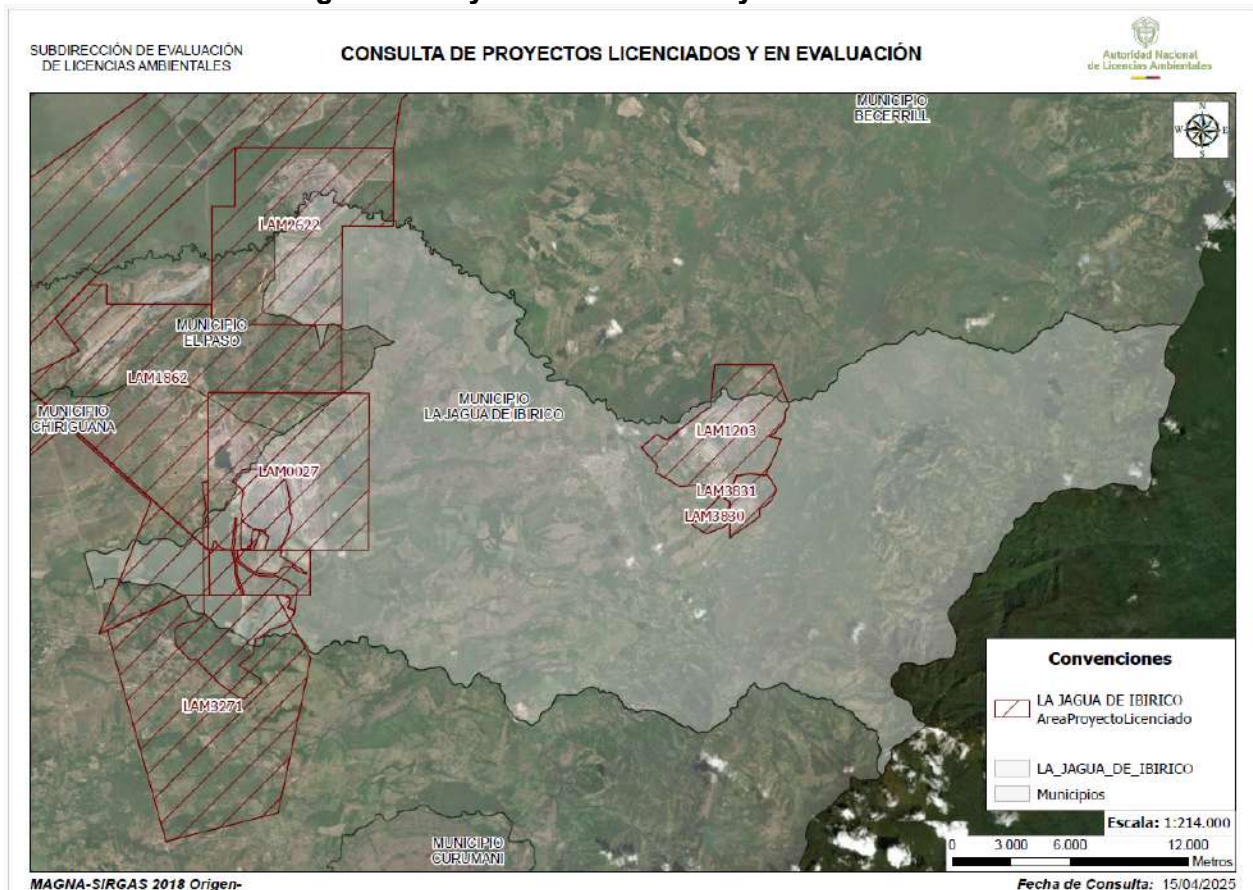 SUBDIRECCIÓN DE EVALUACIÓN
DE LICENCIAS AMBIENTALES
CONSULTA DE PROYECTOS LICENCIADOS Y EN EVALUACIÓN
Autoridad Nacional
de Licencias Ambientales
MUNICIPIO
BECERRILL
N
W E
S
LAM2622
MUNICIPIO
EL PASO
LAM1862
MUNICIPIO
CHIRIGUANA
MUNICIPIO
LA JAGUA DE IBIRICO
LAM1203
LAM0027
LAM3831
LAM3830
LAM3271
MUNICIPIO
CURUMANI
Convenciones
LA JAGUA DE IBIRICO
AreaProyectoLicenciado
LA_JAGUA_DE_IBIRICO
Municipios
Escala: 1:214.000
0 3.000 6.000 12.000
Metros
MAGNA-SIRGAS 2018 Origen-
Fecha de Consulta: 15/04/2025